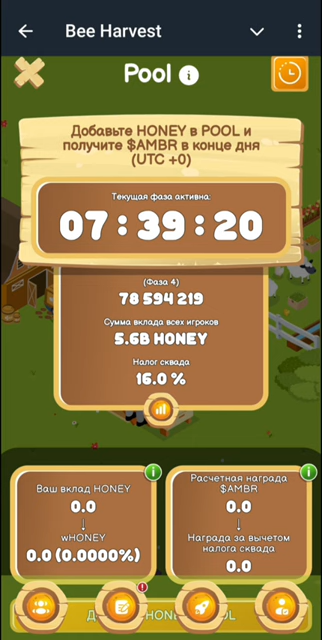 Bee Harvest
Pool i
Добавьте HONEY в POOL и
получите $AMBR в конце дня
(UTC +0)
Текущая фаза активна:
07 : 39 : 20
(Фаза 4)
78 594 219
Сумма вклада всех игроков
5.6B HONEY
Налог сквада
16.0 %
Ваш вклад HONEY
0.0
↓
wHONEY
0.0 (0.0000%)
Расчетная награда
$AMBR
0.0
↓
Награда за вычетом
налога сквада
0.0